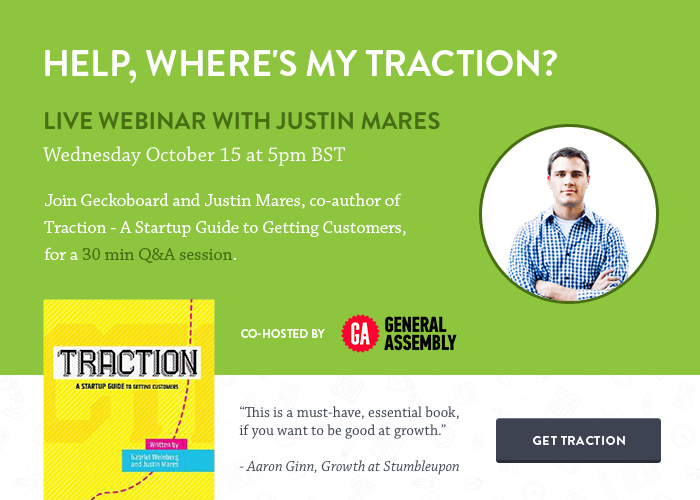 HELP, WHERE'S MY TRACTION?
LIVE WEBINAR WITH JUSTIN MARES
Wednesday October 15 at 5pm BST
Join Geckoboard and Justin Mares, co-author of
Traction - A Startup Guide to Getting Customers,
for a 30 min Q&A session.
CO-HOSTED BY
GA
GENERAL
ASSEMBLY
TRACTION
A STARTUP GUIDE TO GETTING CUSTOMERS
Written by
Gabriel Weinberg
and Justin Mares
“This is a must-have, essential book,
if you want to be good at growth.”
- Aaron Ginn, Growth at Stumbleupon
GET TRACTION